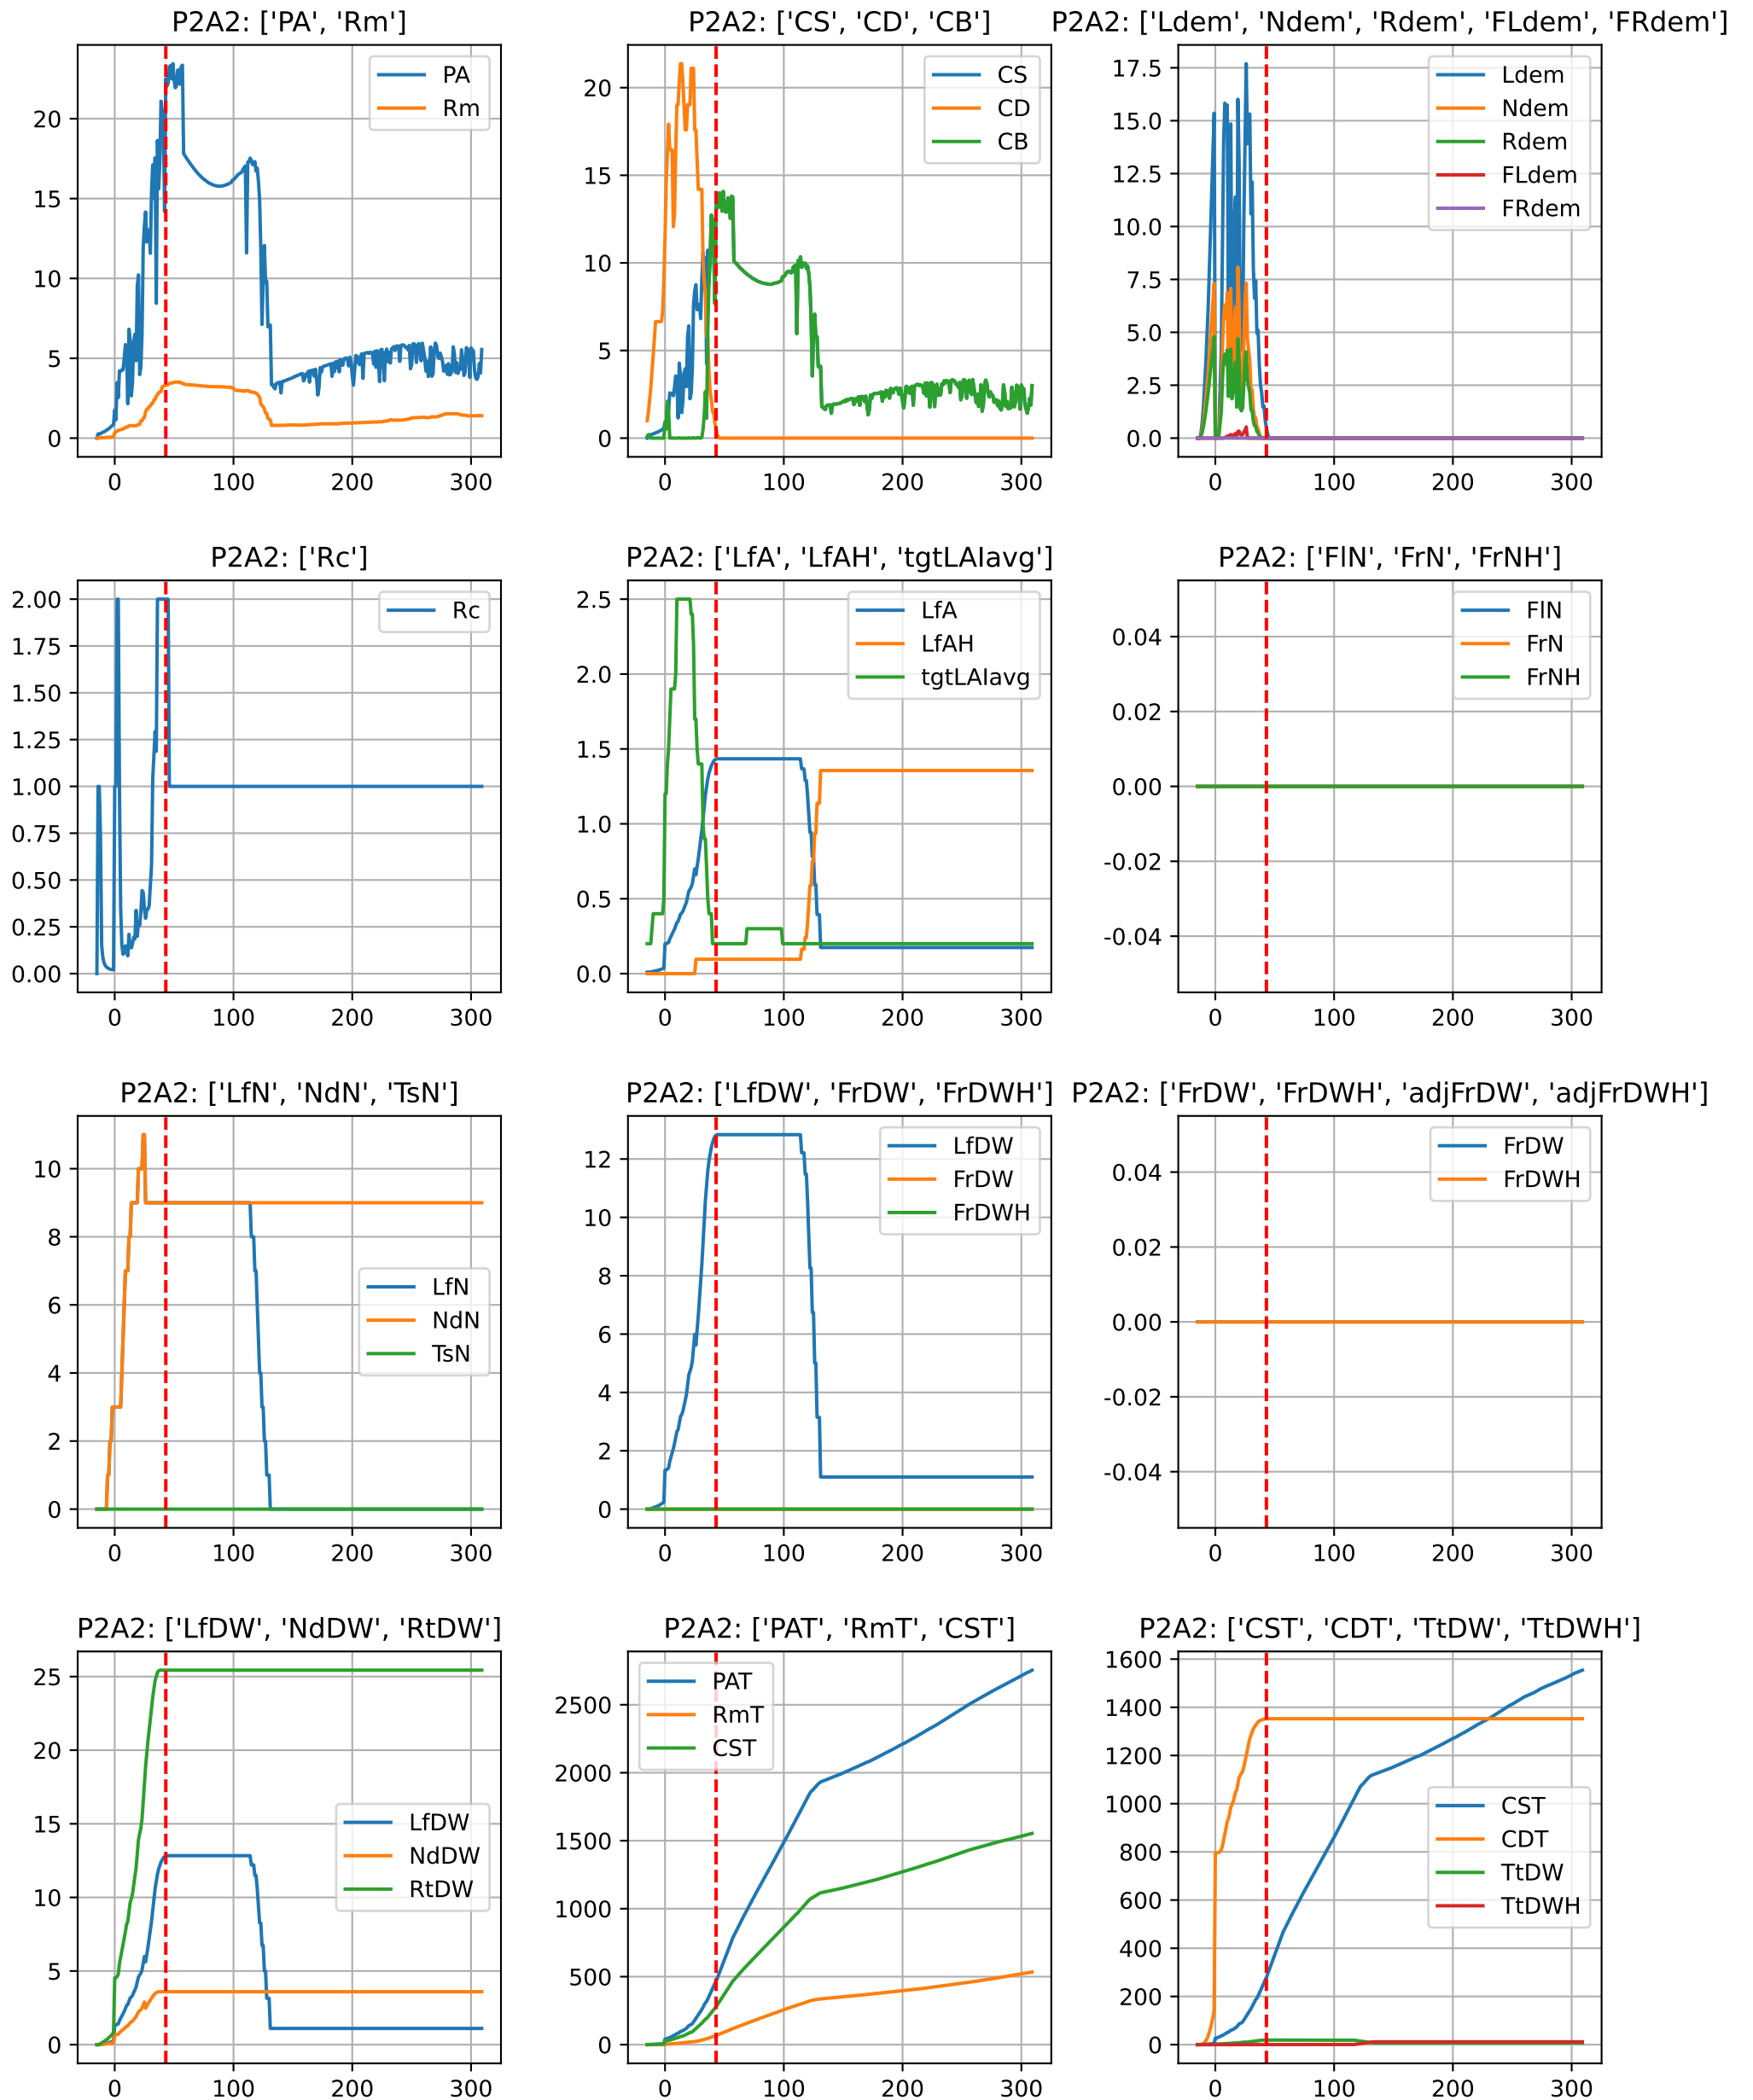 P2A2: ['PA', 'Rm']
PA
Rm
20
15
10
5
0
0 100 200 300
P2A2: ['CS', 'CD', 'CB']
CS
CD
CB
20
15
10
5
0
0 100 200 300
P2A2: ['Ldem', 'Ndem', 'Rdem', 'FLdem', 'FRdem']
Ldem
Ndem
Rdem
FLdem
FRdem
17.5
15.0
12.5
10.0
7.5
5.0
2.5
0.0
0 100 200 300
P2A2: ['Rc']
Rc
2.00
1.75
1.50
1.25
1.00
0.75
0.50
0.25
0.00
0 100 200 300
P2A2: ['LfA', 'LfAH', 'tgtLAIavg']
LfA
LfAH
tgtLAIavg
2.5
2.0
1.5
1.0
0.5
0.0
0 100 200 300
P2A2: ['FlN', 'FrN', 'FrNH']
FlN
FrN
FrNH
0.04
0.02
0.00
-0.02
-0.04
0 100 200 300
P2A2: ['LfN', 'NdN', 'TsN']
LfN
NdN
TsN
10
8
6
4
2
0
0 100 200 300
P2A2: ['LfDW', 'FrDW', 'FrDWH']
LfDW
FrDW
FrDWH
12
10
8
6
4
2
0
0 100 200 300
P2A2: ['FrDW', 'FrDWH', 'adjFrDW', 'adjFrDWH']
FrDW
FrDWH
0.04
0.02
0.00
-0.02
-0.04
0 100 200 300
P2A2: ['LfDW', 'NdDW', 'RtDW']
LfDW
NdDW
RtDW
25
20
15
10
5
0
0 100 200 300
P2A2: ['PAT', 'RmT', 'CST']
PAT
RmT
CST
2500
2000
1500
1000
500
0
0 100 200 300
P2A2: ['CST', 'CDT', 'TtDW', 'TtDWH']
CST
CDT
TtDW
TtDWH
1600
1400
1200
1000
800
600
400
200
0
0 100 200 300